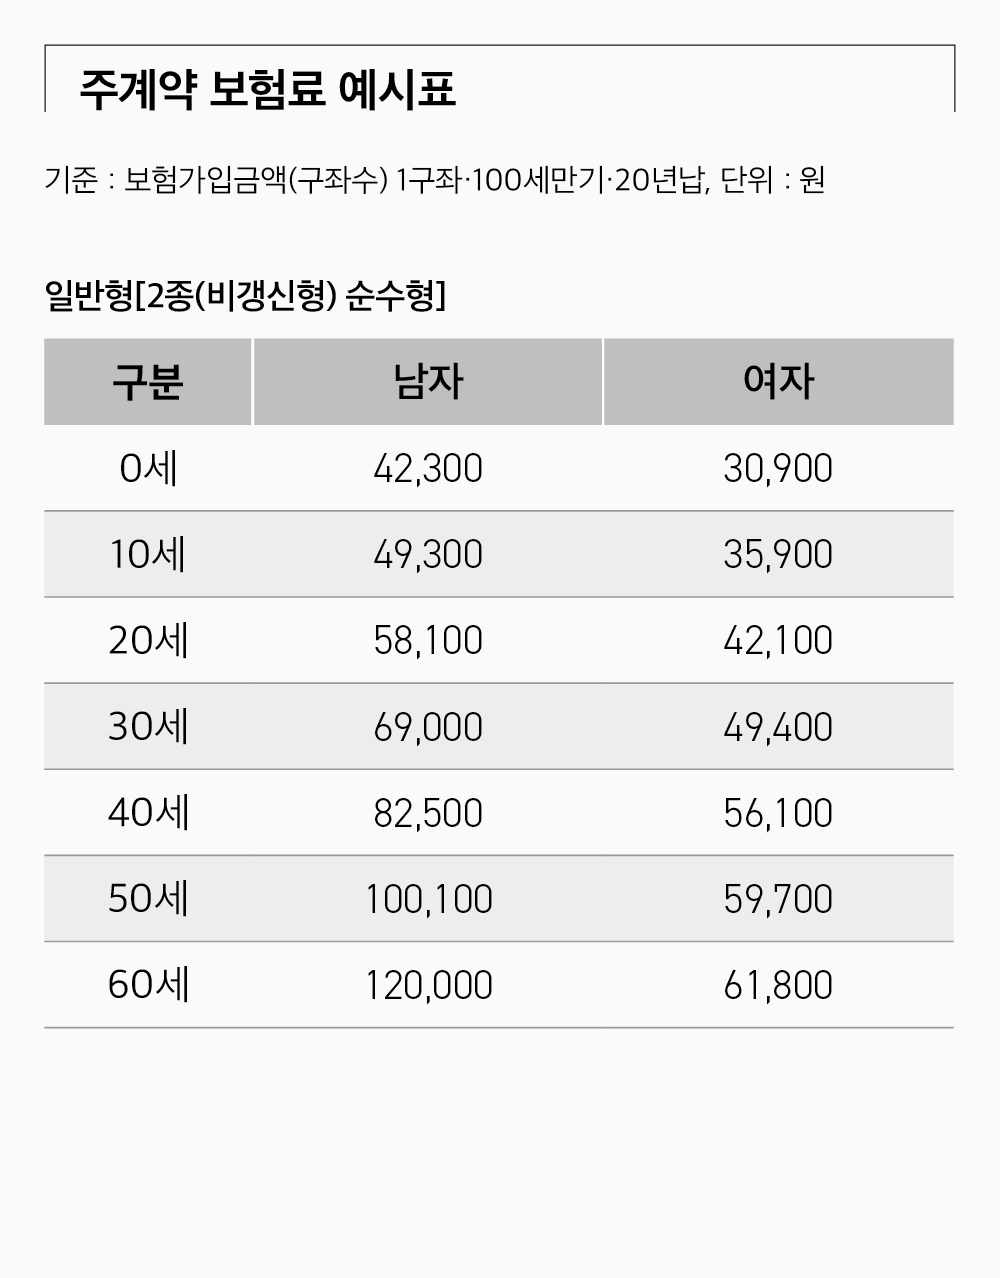 주계약 보험료 예시표
기준 : 보험가입금액(구좌수) 1구좌·100세만기·20년납, 단위 : 원
일반형[2종(비갱신형) 순수형]
구분 남자 여자
0세 42,300 30,900
10세 49,300 35,900
20세 58,100 42,100
30세 69,000 49,400
40세 82,500 56,100
50세 100,100 59,700
60세 120,000 61,800